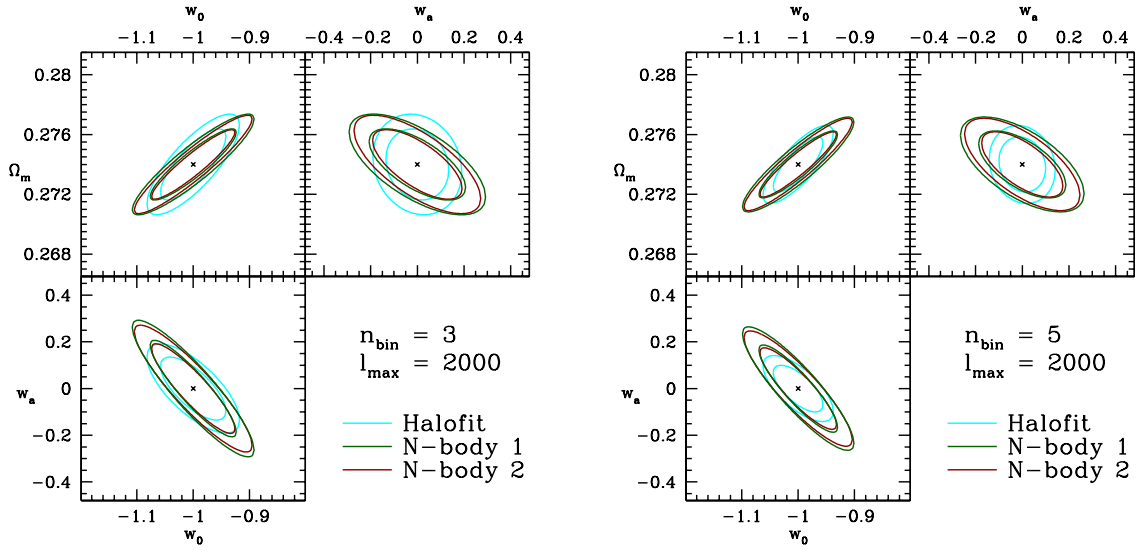 w0 wa w0 wa
−1.1 −1 −0.9 −0.2 0 0.2 0.4 −1.1 −1 −0.9 −0.4 −0.2 0 0.2 0.4
0.28 0.28
0.276 0.276
Ωm Ωm
0.272 0.272
0.268 0.268
0.4 0.4
0.2 nbin = 3 0.2 nbin = 5
lmax = 2000 lmax = 2000
wa 0 wa 0
Halofit Halofit
−0.2 N−body 1 −0.2 N−body 1
N−body 2 N−body 2
−0.4 −0.4
−1.1 −1 −0.9 −1.1 −1 −0.9
w0 w0